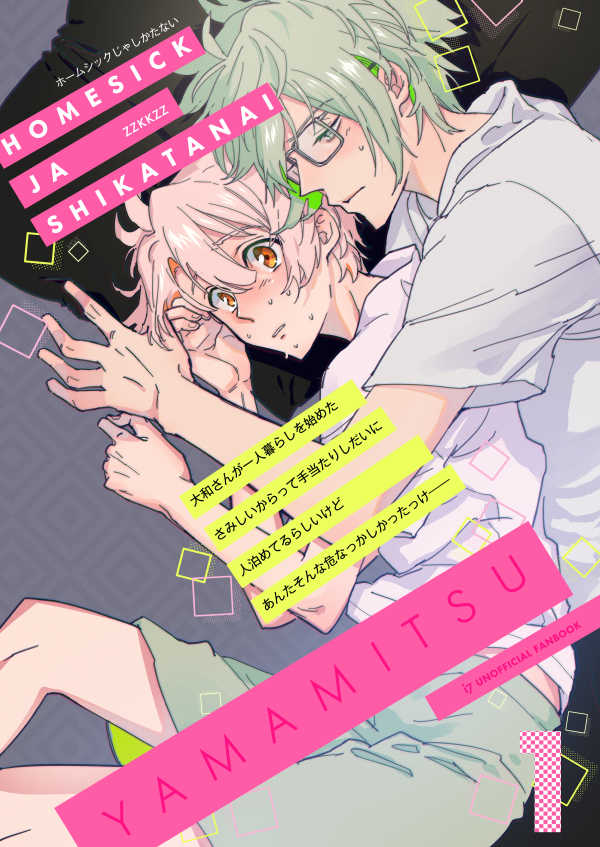 ホームシックじゃしかたない
HOMESICK
JA
ZZKKZZ
SHIKATANAI
大和さんが一人暮らしを始めた
さみしいからって手当たりしだいに
人泊めてるらしいけど
あんたそんな危なっかしかったっけ──
YAMAMITSU
i7 UNOFFICIAL FANBOOK
1